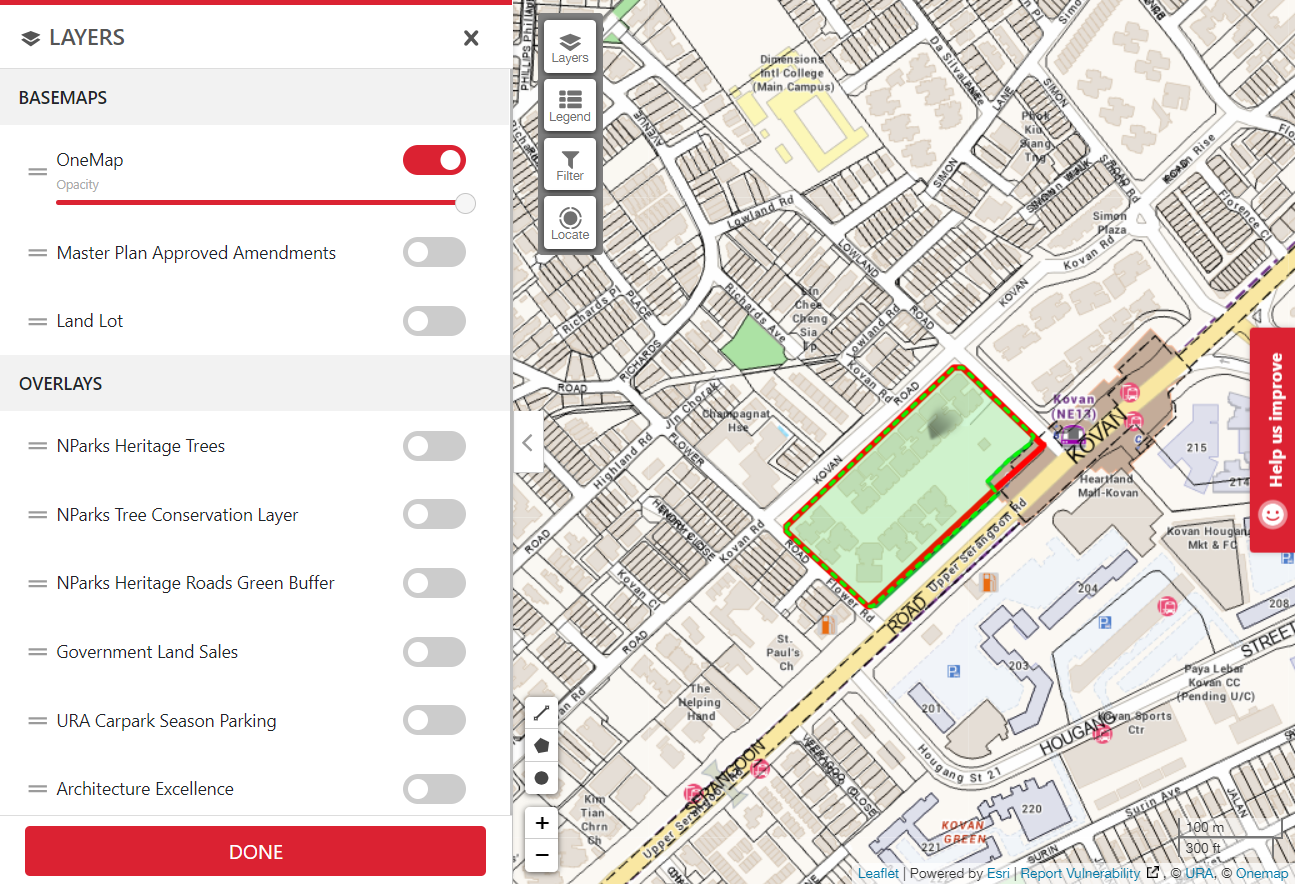 LAYERS
BASEMAPS
OneMap
Opacity
Master Plan Approved Amendments
Land Lot
OVERLAYS
NParks Heritage Trees
NParks Tree Conservation Layer
NParks Heritage Roads Green Buffer
Government Land Sales
URA Carpark Season Parking
Architecture Excellence
DONE
Layers
Legend
Filter
Locate
Dimensions
Intl College
(Main Campus)
Da Silva
LANE
LANE
SIMON
SIMON
Phok
Kiu
Siang
Tng
ROAD
Simon
Plaza
Kovan Rd
Florence Cl
AVENUE
Lowland Rd
LOWLAND
ROAD
KOVAN
Richards Pl
PLACE
Richards Ave
RICHARDS
ROAD
Lin
Chee
Cheng
Sia
Lowland Rd
Kovan Rd
ROAD
Jln Chorak
Champagnat
Hse
FLOWER
Highland Rd
KOVAN
Kovan
(NE13)
KOVAN
Heartland
Mall-Kovan
215
214
Kovan Hougang
Mkt & FC
Kovan Rd
ROAD
ROAD
Kovan Cl
ROAD
Flower Rd
Upper Serangoon Rd
ROAD
St.
Paul's
Ch
The
Helping
Hand
204
203
201
208
STREET
Paya Lebar
Kovan CC
(Pending U/C)
Kovan Sports
Ctr
HOUGANG
Hougang St 21
Surin Ave
JALAN
SERANGOON
CLOSE
Kim
Tian
Chrn
Ch
220
221
KOVAN
GREEN
SURIN
Help us improve
+
−
100 m
300 ft
Leaflet | Powered by Esri | Report Vulnerability , © URA, © Onemap